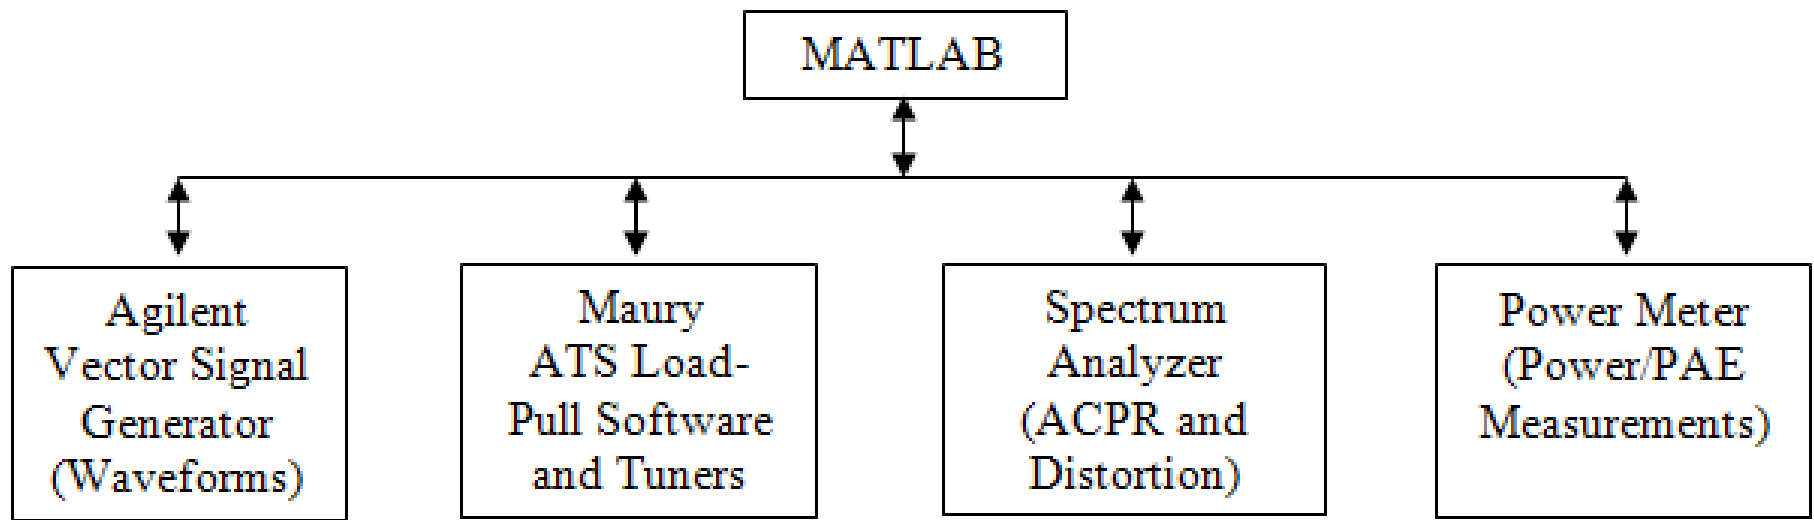 MATLAB
Agilent
Vector Signal
Generator
(Waveforms)
Maury
ATS Load-
Pull Software
and Tuners
Spectrum
Analyzer
(ACPR and
Distortion)
Power Meter
(Power/PAE
Measurements)